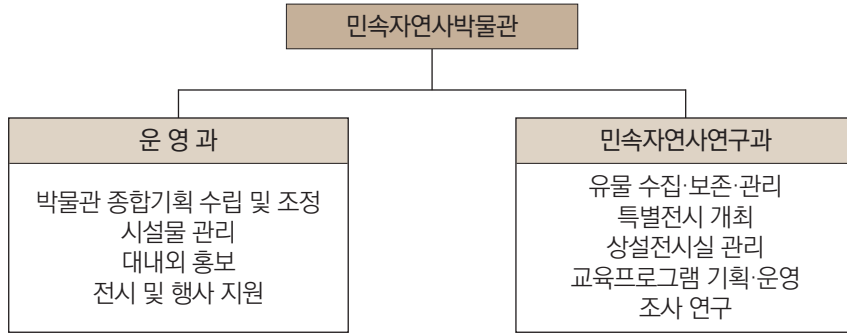 민속자연사박물관
운 영 과
박물관 종합기획 수립 및 조정
시설물 관리
대내외 홍보
전시 및 행사 지원
민속자연사연구과
유물 수집·보존·관리
특별전시 개최
상설전시실 관리
교육프로그램 기획·운영
조사 연구